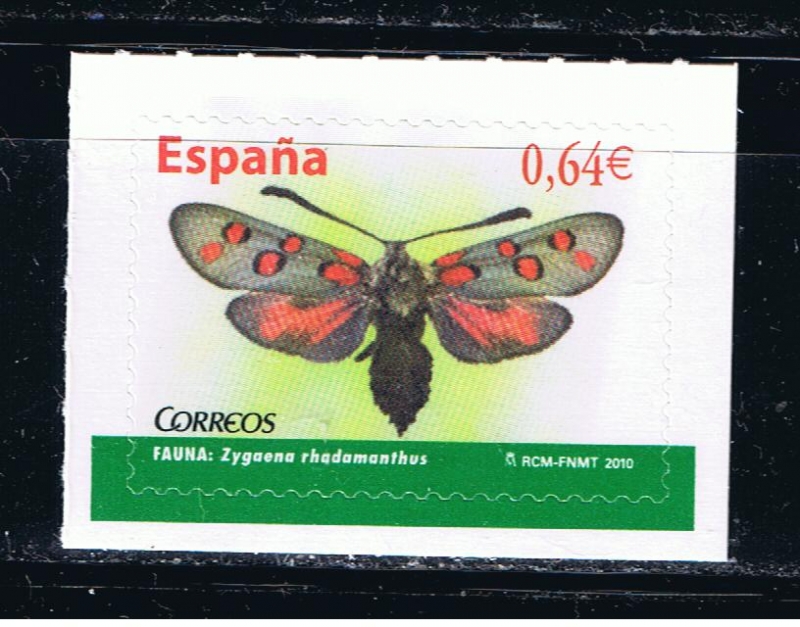 España
0,64€
CORREOS
FAUNA: Zygaena rhadamanthus
RCM-FNMT 2010